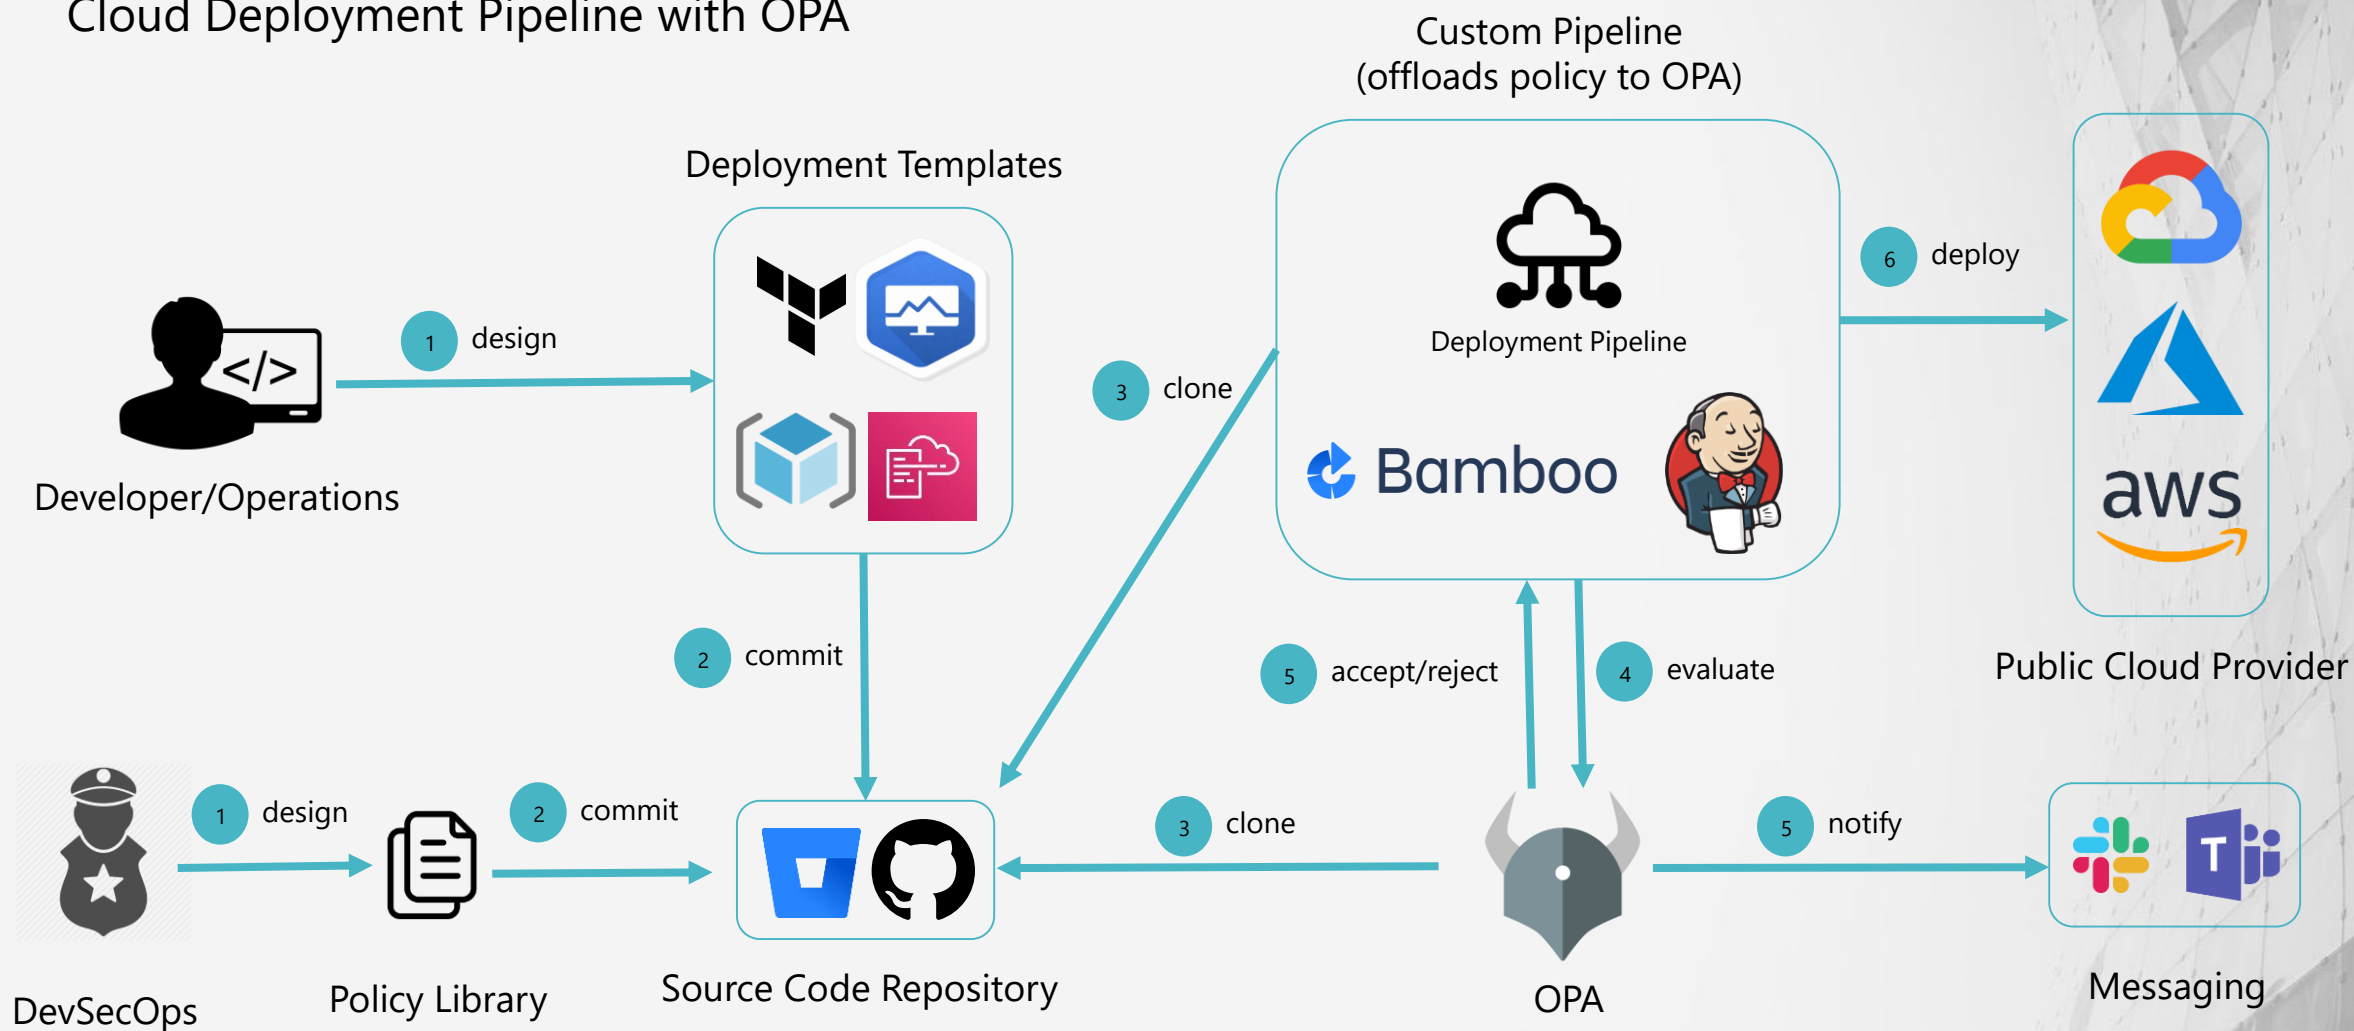 Cloud Deployment Pipeline with OPA
Custom Pipeline
(offloads policy to OPA)
Deployment Templates
6 deploy
1 design
</>
Deployment Pipeline
3 clone
Bamboo
Developer/Operations
aws
2 commit
5 accept/reject
4 evaluate
Public Cloud Provider
1 design
2 commit
3 clone
5 notify
T
DevSecOps
Policy Library
Source Code Repository
OPA
Messaging